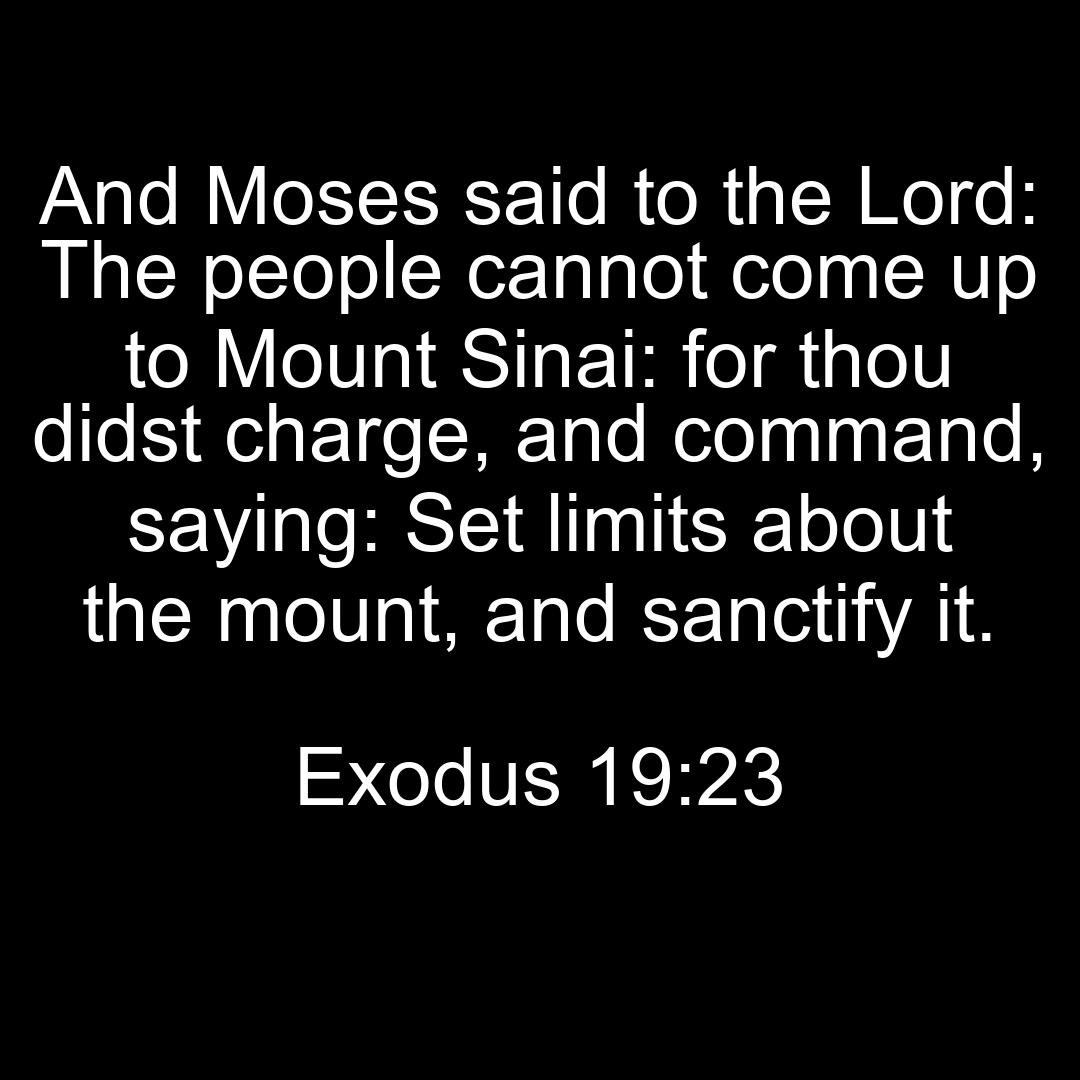 And Moses said to the Lord:
The people cannot come up
to Mount Sinai: for thou
didst charge, and command,
saying: Set limits about
the mount, and sanctify it.
Exodus 19:23